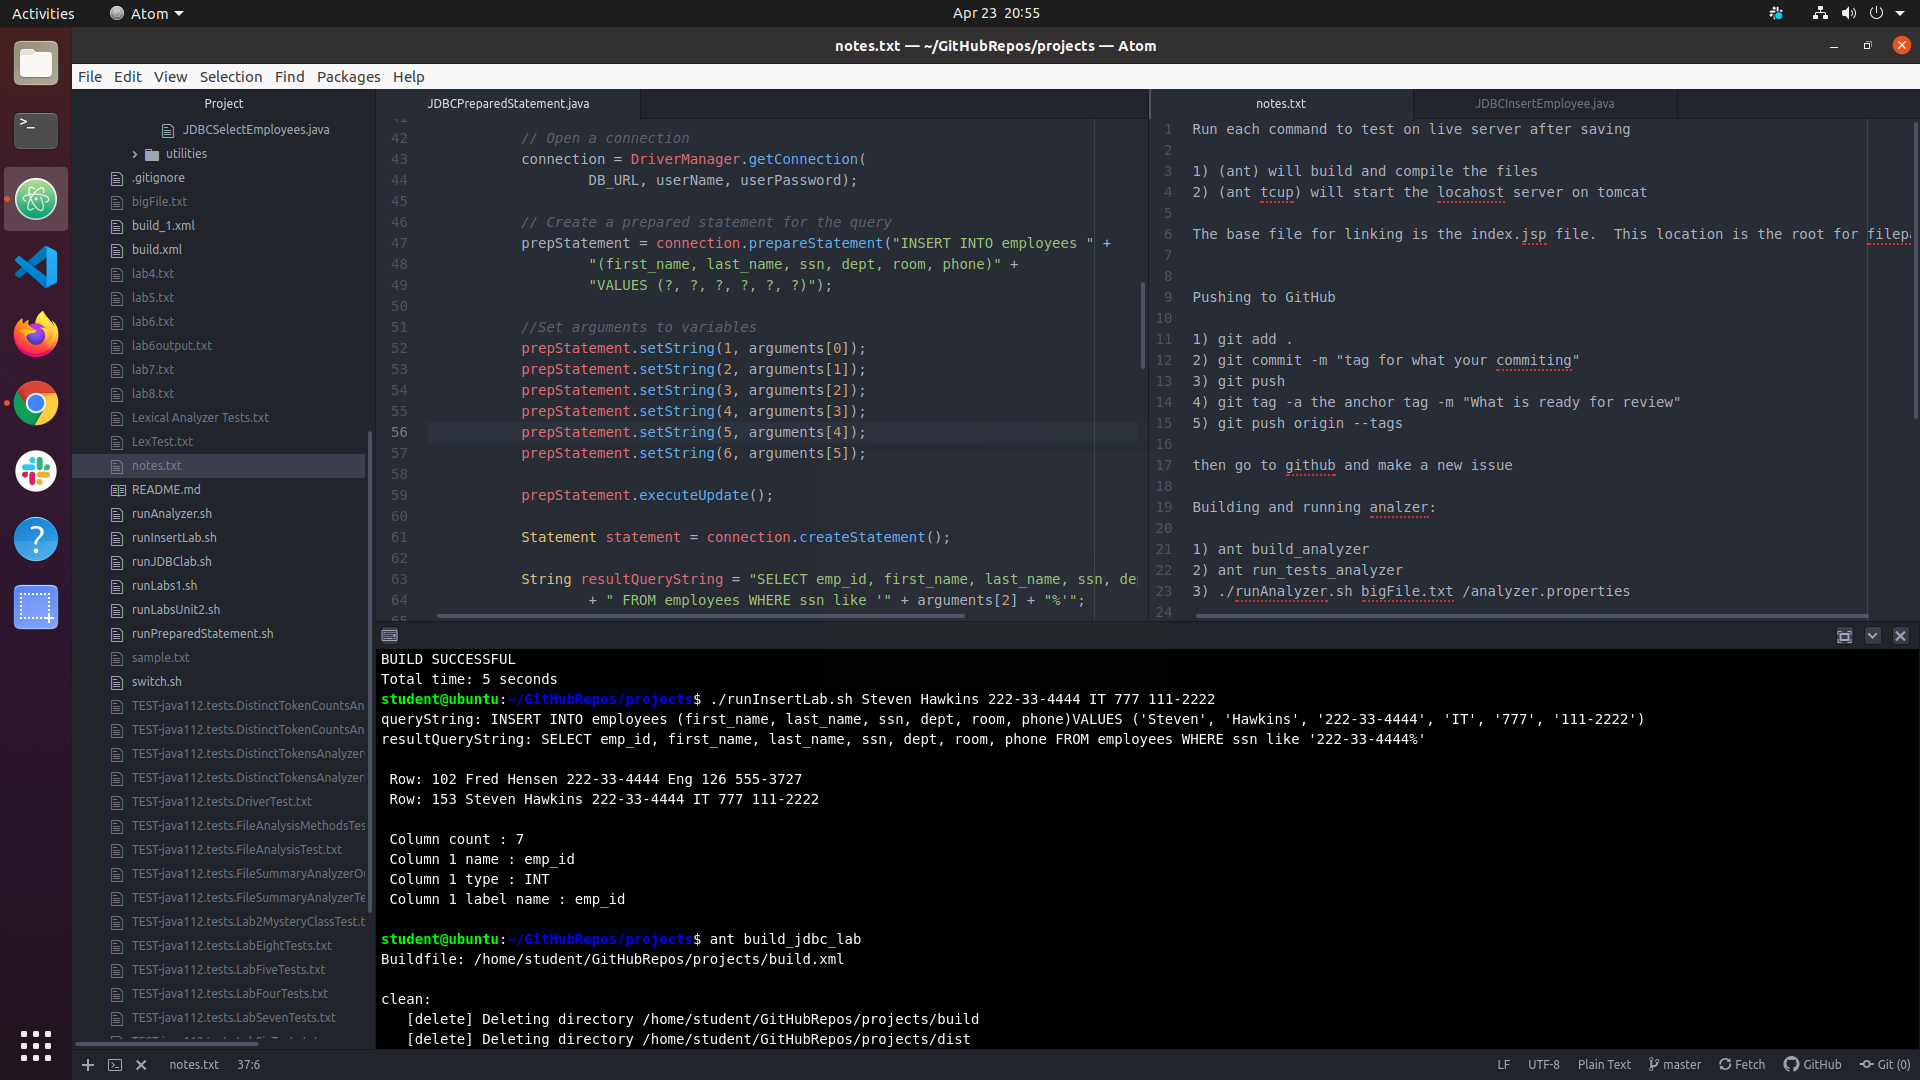 Activities
Atom
Apr 23 20:55
notes.txt — ~/GitHubRepos/projects — Atom
File Edit View Selection Find Packages Help
Project
JDBCSelectEmployees.java
utilities
.gitignore
bigFile.txt
build_1.xml
build.xml
lab4.txt
lab5.txt
lab6.txt
lab6output.txt
lab7.txt
lab8.txt
Lexical Analyzer Tests.txt
LexTest.txt
notes.txt
README.md
runAnalyzer.sh
runInsertLab.sh
runJDBClab.sh
runLabs1.sh
runLabsUnit2.sh
runPreparedStatement.sh
sample.txt
switch.sh
TEST-java112.tests.DistinctTokenCountsAn
TEST-java112.tests.DistinctTokenCountsAn
TEST-java112.tests.DistinctTokensAnalyzer
TEST-java112.tests.DistinctTokensAnalyzer
TEST-java112.tests.DriverTest.txt
TEST-java112.tests.FileAnalysisMethodsTes
TEST-java112.tests.FileAnalysisTest.txt
TEST-java112.tests.FileSummaryAnalyzerOu
TEST-java112.tests.FileSummaryAnalyzerTe
TEST-java112.tests.Lab2MysteryClassTest.t
TEST-java112.tests.LabEightTests.txt
TEST-java112.tests.LabFiveTests.txt
TEST-java112.tests.LabFourTests.txt
TEST-java112.tests.LabSevenTests.txt
JDBCPreparedStatement.java
41
42 // Open a connection
43 connection = DriverManager.getConnection(
44 DB_URL, userName, userPassword);
45
46 // Create a prepared statement for the query
47 prepStatement = connection.prepareStatement("INSERT INTO employees " +
48 "(first_name, last_name, ssn, dept, room, phone)" +
49 "VALUES (?, ?, ?, ?, ?, ?)");
50
51 //Set arguments to variables
52 prepStatement.setString(1, arguments[0]);
53 prepStatement.setString(2, arguments[1]);
54 prepStatement.setString(3, arguments[2]);
55 prepStatement.setString(4, arguments[3]);
56 prepStatement.setString(5, arguments[4]);
57 prepStatement.setString(6, arguments[5]);
58
59 prepStatement.executeUpdate();
60
61 Statement statement = connection.createStatement();
62
63 String resultQueryString = "SELECT emp_id, first_name, last_name, ssn, de
64 + " FROM employees WHERE ssn like '" + arguments[2] + "%'";
65
notes.txt
JDBCInsertEmployee.java
1 Run each command to test on live server after saving
2
3 1) (ant) will build and compile the files
4 2) (ant tcup) will start the locahost server on tomcat
5
6 The base file for linking is the index.jsp file.  This location is the root for filepa
7
8
9 Pushing to GitHub
10
11 1) git add .
12 2) git commit -m "tag for what your commiting"
13 3) git push
14 4) git tag -a the anchor tag -m "What is ready for review"
15 5) git push origin --tags
16
17 then go to github and make a new issue
18
19 Building and running analzer:
20
21 1) ant build_analyzer
22 2) ant run_tests_analyzer
23 3) ./runAnalyzer.sh bigFile.txt /analyzer.properties
24
BUILD SUCCESSFUL
Total time: 5 seconds
student@ubuntu:~/GitHubRepos/projects$ ./runInsertLab.sh Steven Hawkins 222-33-4444 IT 777 111-2222
queryString: INSERT INTO employees (first_name, last_name, ssn, dept, room, phone)VALUES ('Steven', 'Hawkins', '222-33-4444', 'IT', '777', '111-2222')
resultQueryString: SELECT emp_id, first_name, last_name, ssn, dept, room, phone FROM employees WHERE ssn like '222-33-4444%'
Row: 102 Fred Hensen 222-33-4444 Eng 126 555-3727
Row: 153 Steven Hawkins 222-33-4444 IT 777 111-2222
Column count : 7
Column 1 name : emp_id
Column 1 type : INT
Column 1 label name : emp_id
student@ubuntu:~/GitHubRepos/projects$ ant build_jdbc_lab
Buildfile: /home/student/GitHubRepos/projects/build.xml
clean:
[delete] Deleting directory /home/student/GitHubRepos/projects/build
[delete] Deleting directory /home/student/GitHubRepos/projects/dist
notes.txt 37:6
LF UTF-8 Plain Text master Fetch GitHub Git (0)